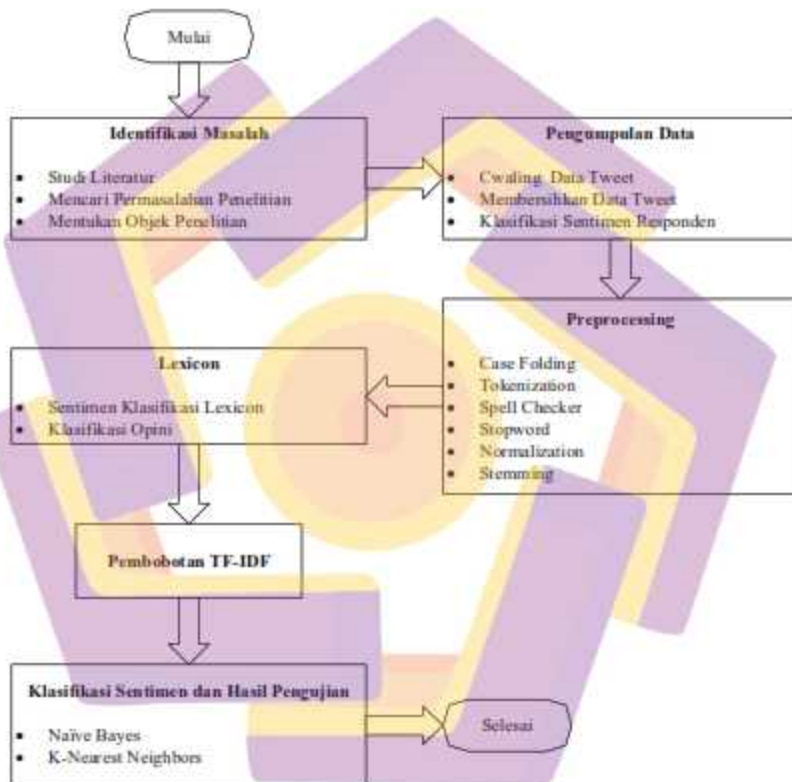 Mulai
Identifikasi Masalah
• Studi Literatur
• Mencari Permasalahan Penelitian
• Mentukan Objek Penelitian
Pengumpulan Data
• Cwaling Data Tweet
• Membersihkan Data Tweet
• Klasifikasi Sentimen Responden
Preprocessing
• Case Folding
• Tokenization
• Spell Checker
• Stopword
• Normalization
• Stemming
Lexicon
• Sentimen Klasifikasi Lexicon
• Klasifikasi Opini
Pembobotan TF-IDF
Klasifikasi Sentimen dan Hasil Pengujian
• Naïve Bayes
• K-Nearest Neighbors
Selesai